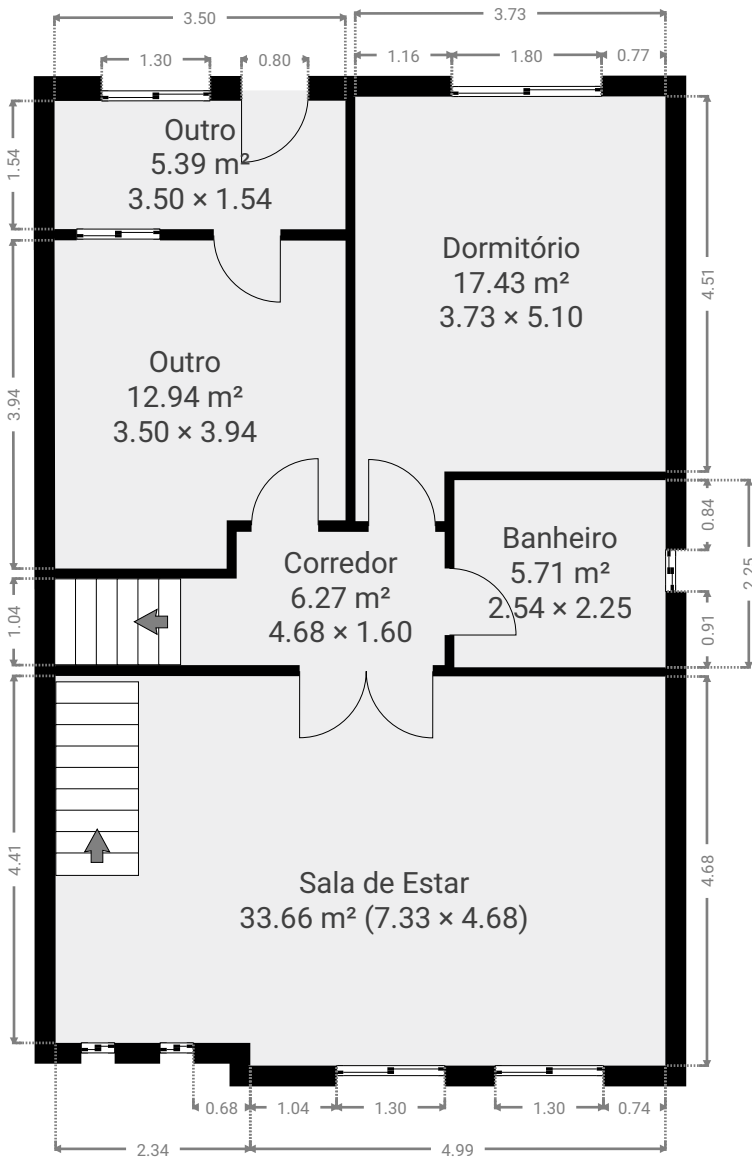 3.50
3.73
1.30
0.80
1.16
1.80
0.77
1.54
Outro
5.39 m²
3.50 × 1.54
Dormitório
17.43 m²
3.73 × 5.10
4.51
3.94
Outro
12.94 m²
3.50 × 3.94
0.84
Corredor
6.27 m²
4.68 × 1.60
Banheiro
5.71 m²
2.54 × 2.25
2.25
1.04
0.91
4.41
4.68
Sala de Estar
33.66 m² (7.33 × 4.68)
0.68
1.04
1.30
1.30
0.74
2.34
4.99